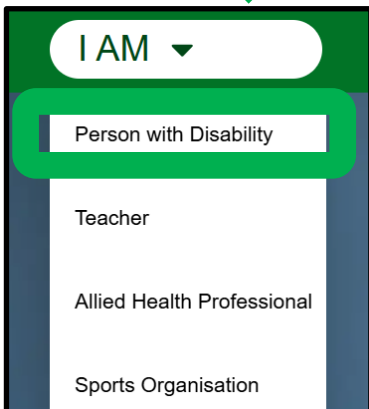 I AM
Person with Disability
Teacher
Allied Health Professional
Sports Organisation